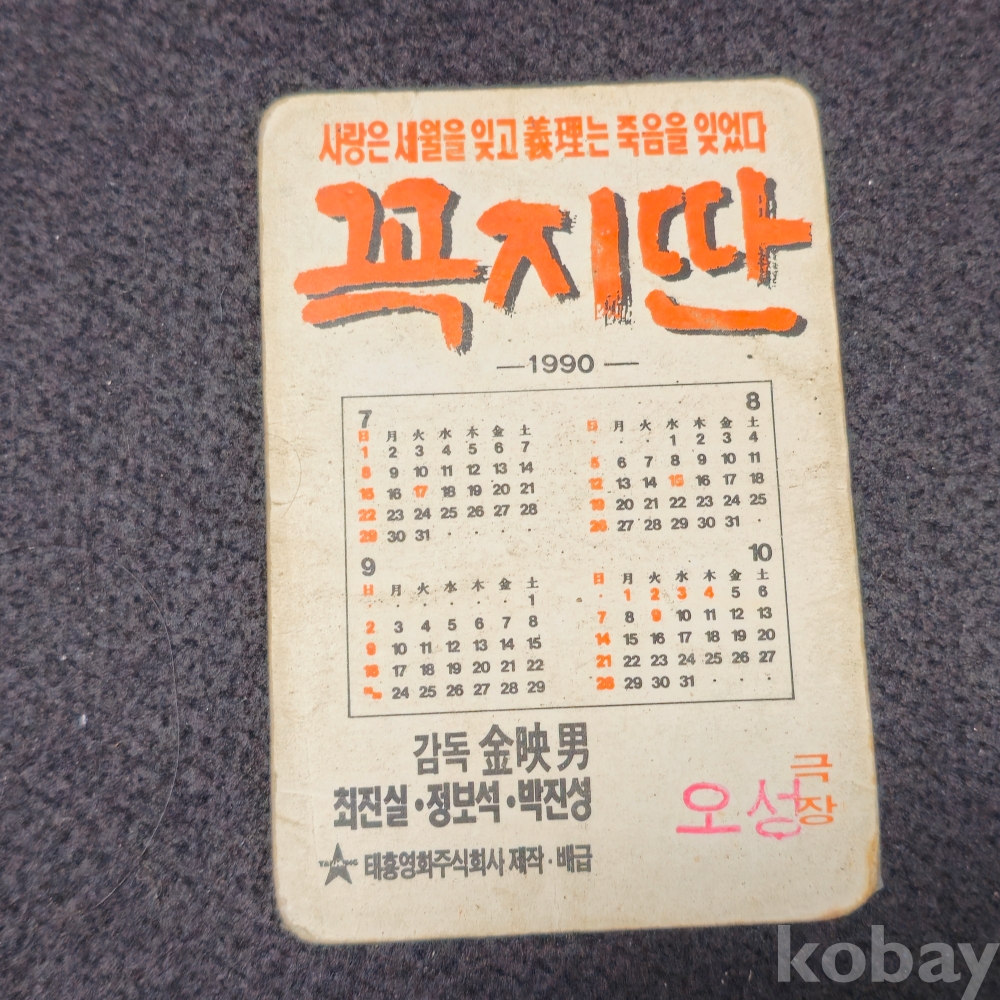 사랑은 세월을 잊고 義理는 죽음을 잊었다
꼭지딴
—1990—
7
日 月 火 水 木 金 土
1 2 3 4 5 6 7
8 9 10 11 12 13 14
15 16 17 18 19 20 21
22 23 24 25 26 27 28
29 30 31 · · · ·
8
日 月 火 水 木 金 土
· · · 1 2 3 4
5 6 7 8 9 10 11
12 13 14 15 16 17 18
19 20 21 22 23 24 25
26 27 28 29 30 31 ·
9
日 月 火 水 木 金 土
· · · · · · 1
2 3 4 5 6 7 8
9 10 11 12 13 14 15
16 17 18 19 20 21 22
23/30 24 25 26 27 28 29
10
日 月 火 水 木 金 土
· 1 2 3 4 5 6
7 8 9 10 11 12 13
14 15 16 17 18 19 20
21 22 23 24 25 26 27
28 29 30 31 · · ·
감독 金映男
최진실·정보석·박진성
오성 극장
태흥영화주식회사 제작·배급
kobay